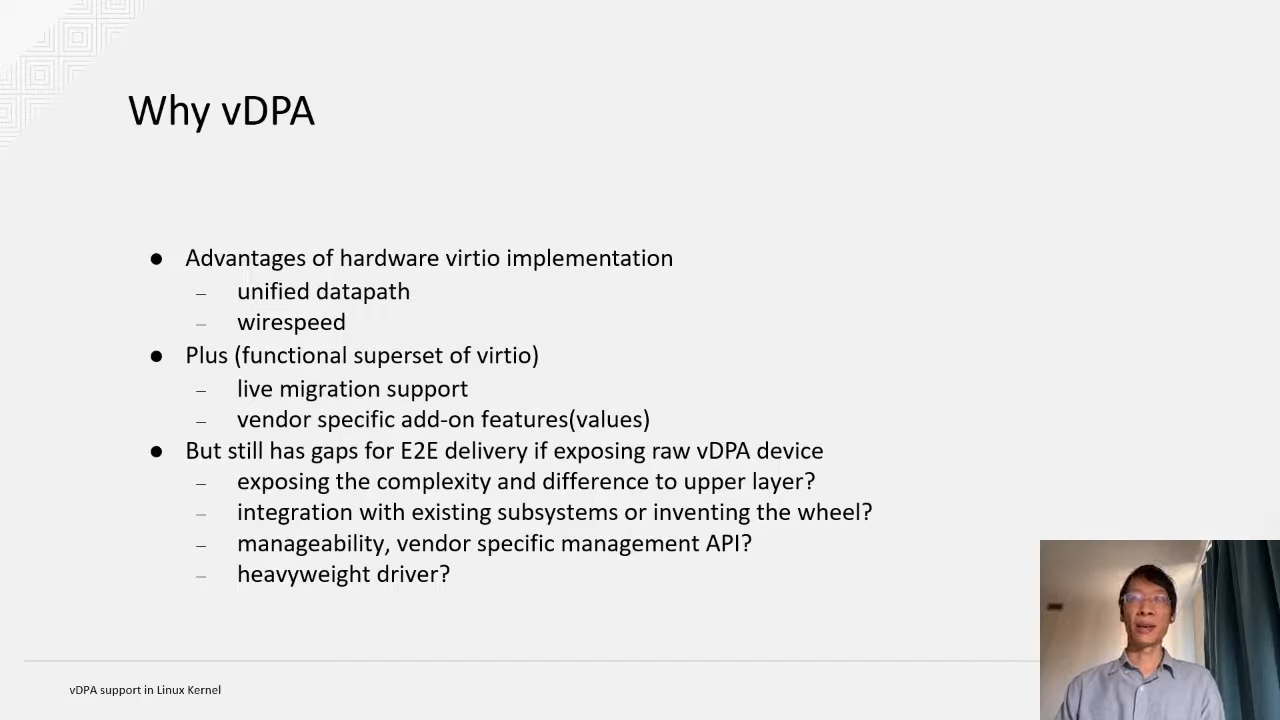 Why vDPA
● Advantages of hardware virtio implementation
– unified datapath
– wirespeed
● Plus (functional superset of virtio)
– live migration support
– vendor specific add-on features(values)
● But still has gaps for E2E delivery if exposing raw vDPA device
– exposing the complexity and difference to upper layer?
– integration with existing subsystems or inventing the wheel?
– manageability, vendor specific management API?
– heavyweight driver?
vDPA support in Linux Kernel